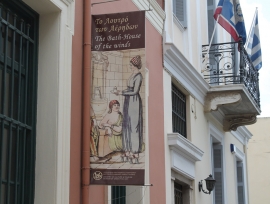 Το Λουτρό
των Αέρηδων
The Bath-House
of the winds